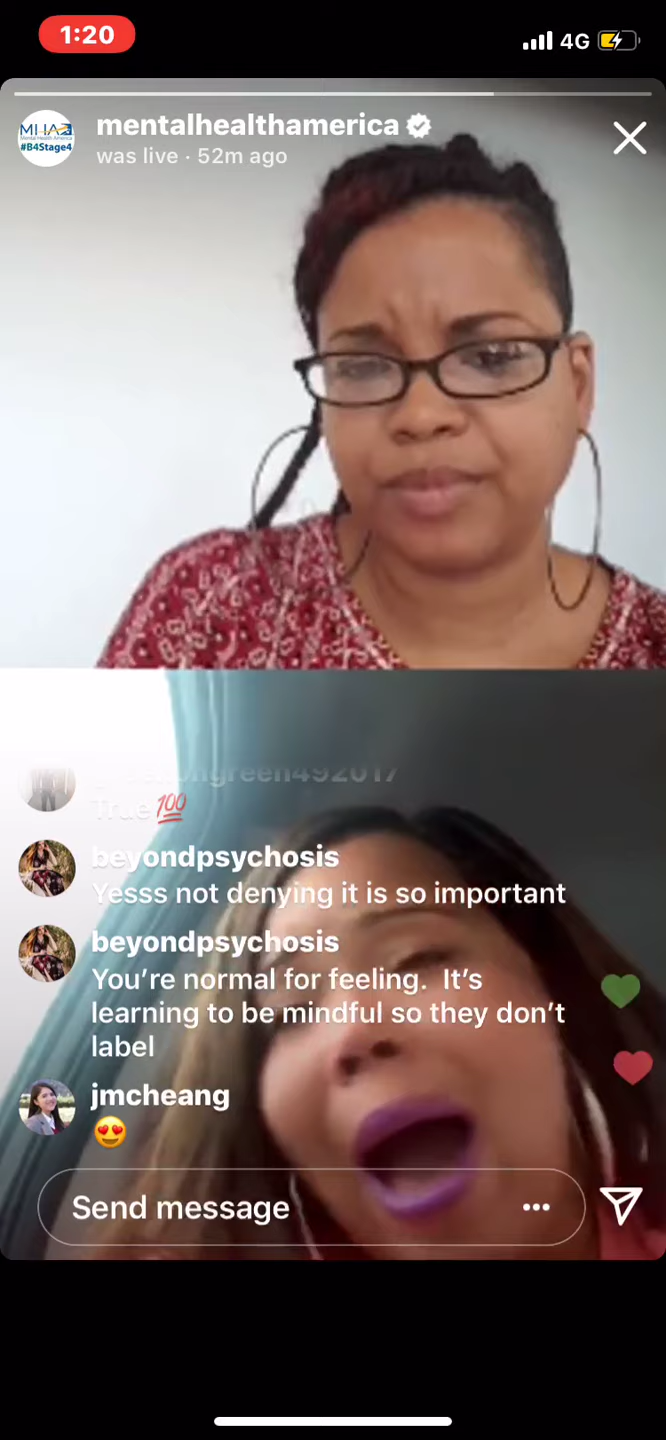 1:20
4G
MHA
Mental Health America
#B4Stage4
mentalhealthamerica
was live · 52m ago
True 💯
beyondpsychosis
Yesss not denying it is so important
beyondpsychosis
You’re normal for feeling. It’s
learning to be mindful so they don’t
label
jmcheang
😍
Send message